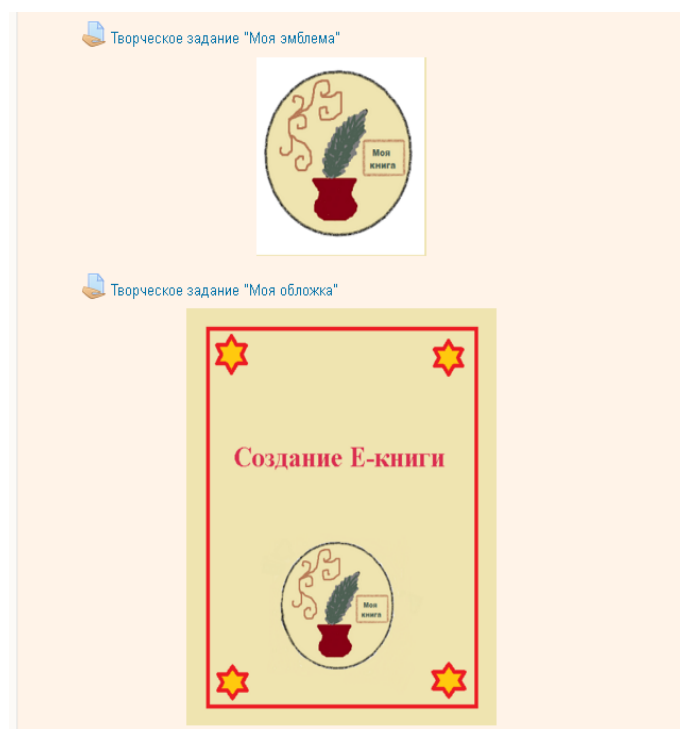 Творческое задание "Моя эмблема"
Моя
книга
Творческое задание "Моя обложка"
Создание Е-книги
Моя
книга